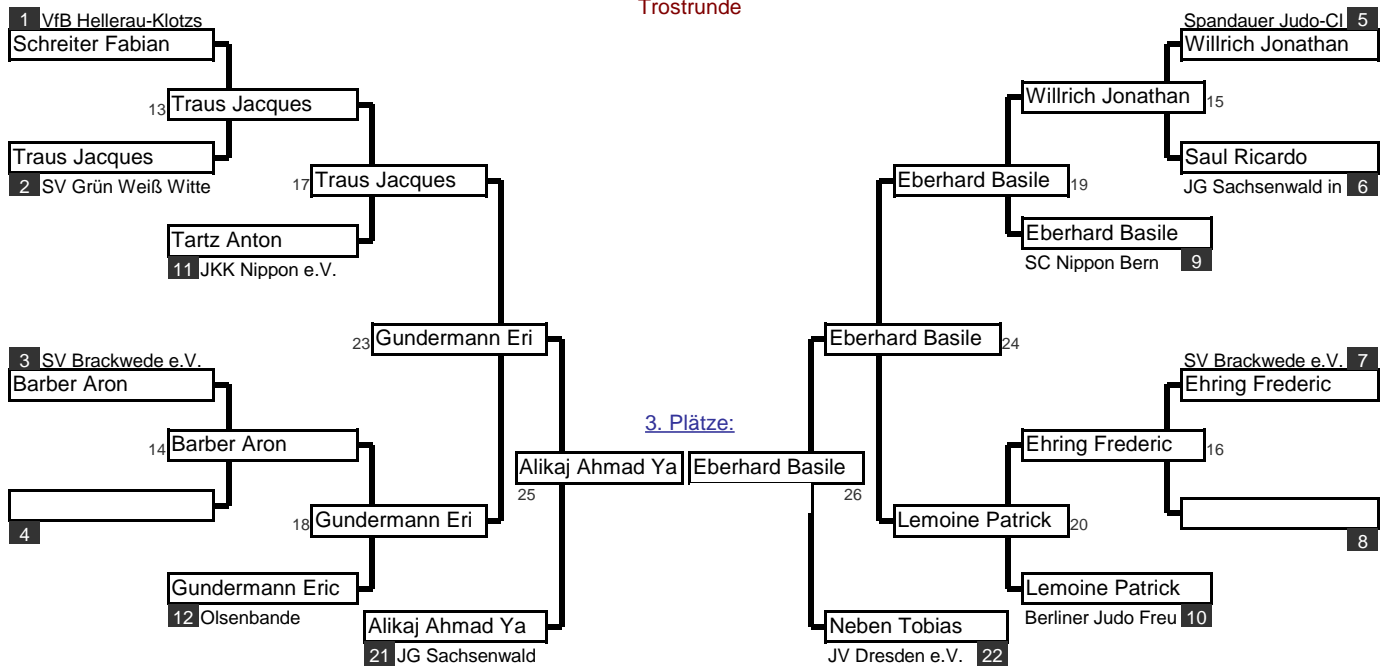 Trostrunde
1 VfB Hellerau-Klotzs
Schreiter Fabian
13 Traus Jacques
Traus Jacques
2 SV Grün Weiß Witte
17 Traus Jacques
Tartz Anton
11 JKK Nippon e.V.
23 Gundermann Eri
3 SV Brackwede e.V.
Barber Aron
14 Barber Aron
4
18 Gundermann Eri
Gundermann Eric
12 Olsenbande
Alikaj Ahmad Ya
21 JG Sachsenwald
3. Plätze:
Alikaj Ahmad Ya
25
Eberhard Basile
26
Spandauer Judo-Cl 5
Willrich Jonathan
Willrich Jonathan 15
Saul Ricardo
JG Sachsenwald in 6
Eberhard Basile 19
Eberhard Basile
SC Nippon Bern 9
Eberhard Basile 24
SV Brackwede e.V. 7
Ehring Frederic
Ehring Frederic 16
8
Lemoine Patrick 20
Lemoine Patrick
Berliner Judo Freu 10
Neben Tobias
JV Dresden e.V. 22